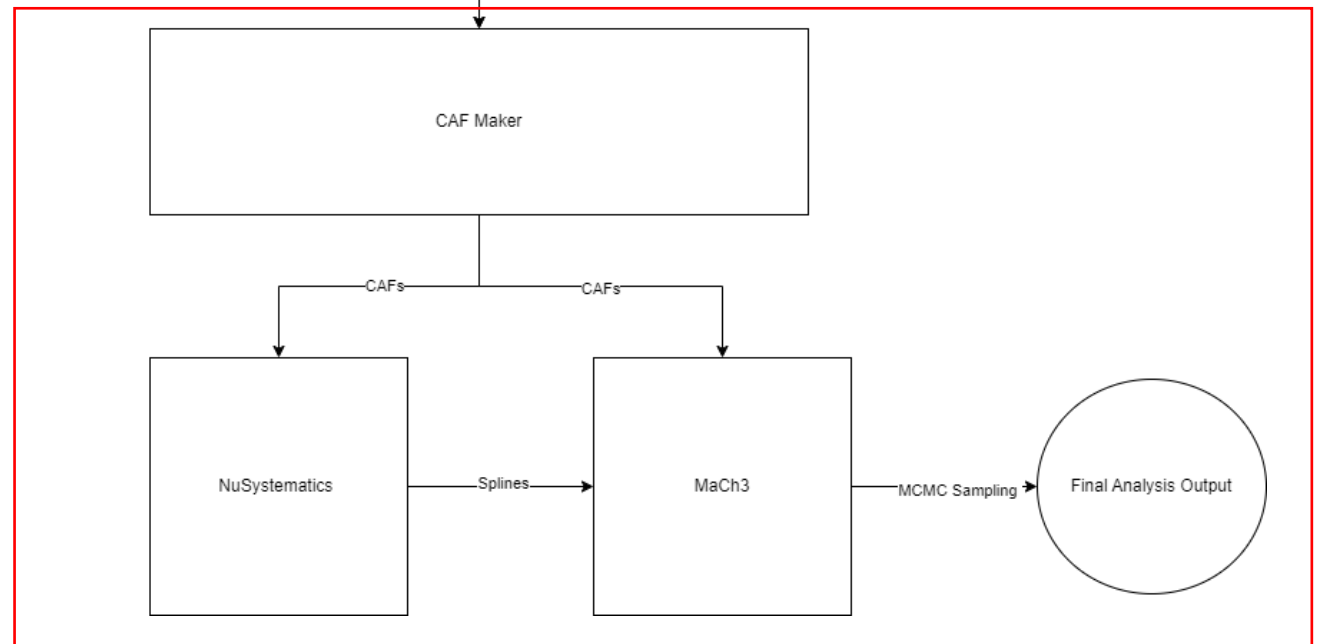 CAF Maker
CAFs
CAFs
NuSystematics
Splines
MaCh3
MCMC Sampling
Final Analysis Output